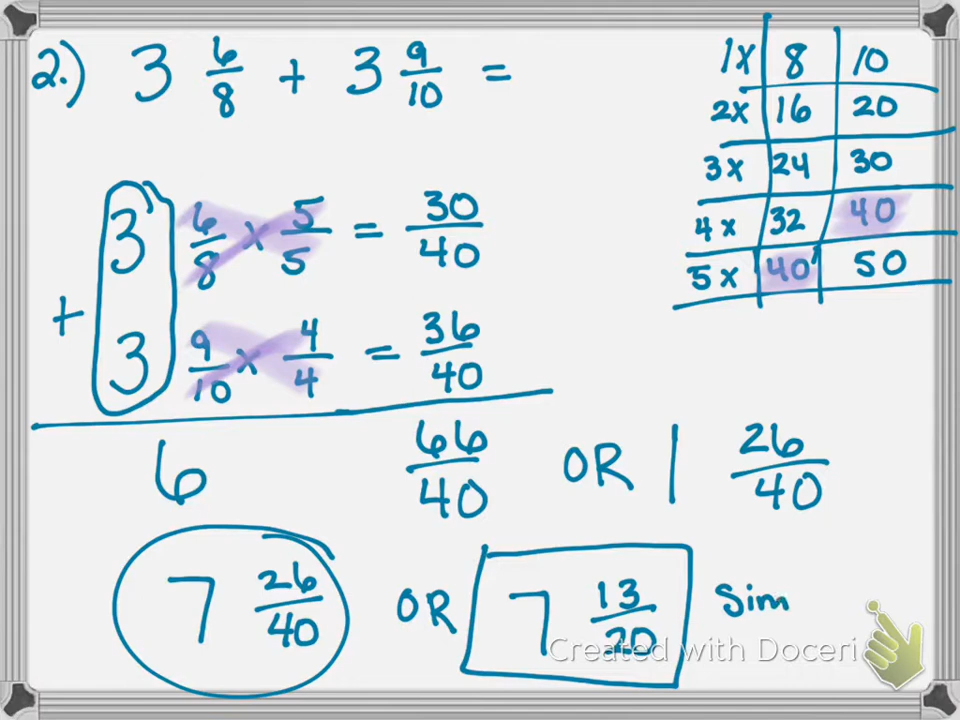 2.) 3 6/8 + 3 9/10 =
1x 8 10
2x 16 20
3x 24 30
4x 32 40
5x 40 50
3 6/8 x 5/5 = 30/40
+
3 9/10 x 4/4 = 36/40
6 66/40 OR 1 26/40
7 26/40 OR 7 13/20 Sim
Created with Doceri